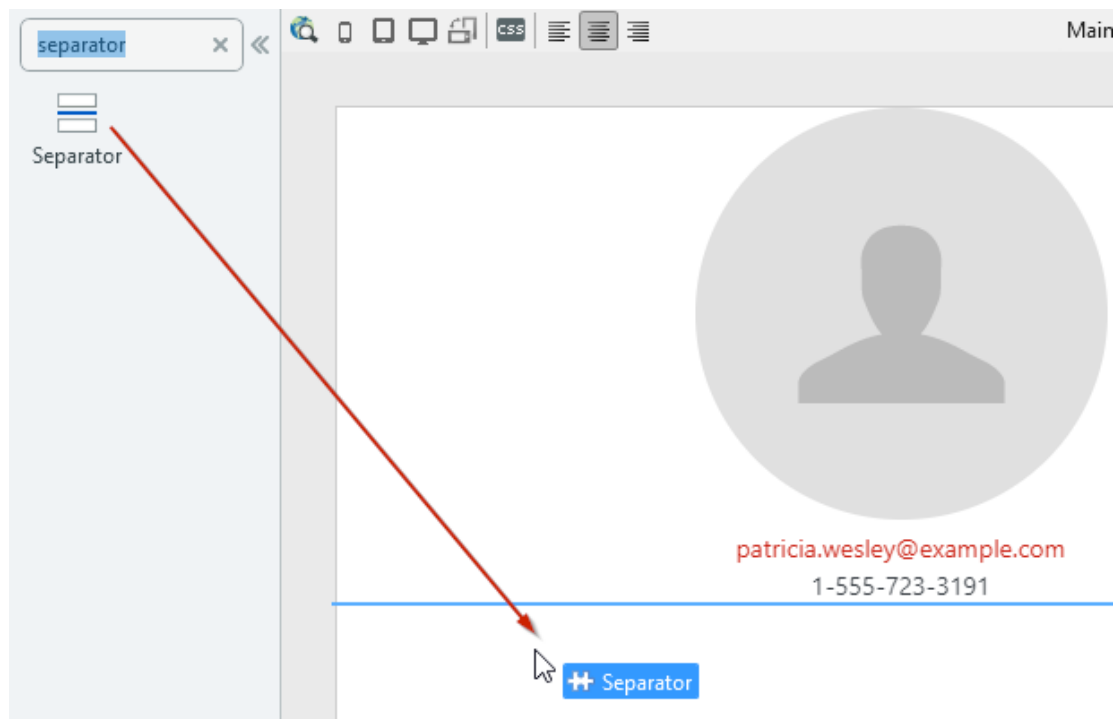 separator
CSS
Main
Separator
patricia.wesley@example.com
1-555-723-3191
Separator